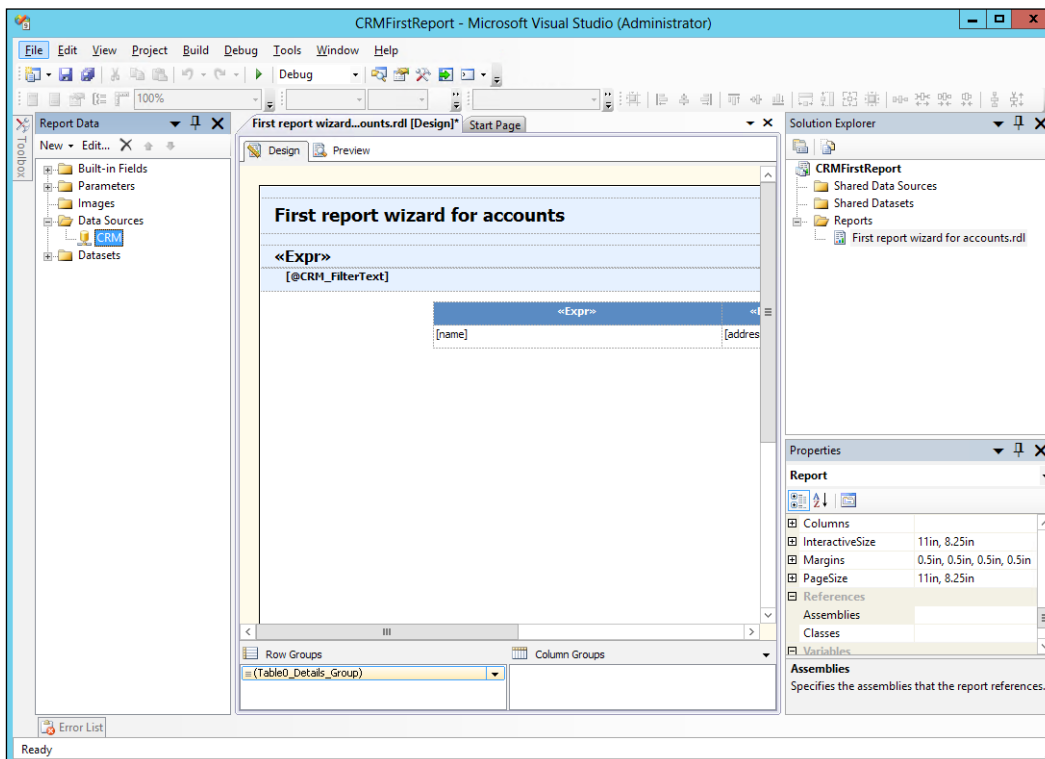 CRMFirstReport - Microsoft Visual Studio (Administrator)
File Edit View Project Build Debug Tools Window Help
Debug
100%
Toolbox
Report Data
New Edit...
Built-in Fields
Parameters
Images
Data Sources
CRM
Datasets
First report wizard...ounts.rdl [Design]* Start Page
Design Preview
First report wizard for accounts
«Expr»
[@CRM_FilterText]
«Expr»
[name] [addres
Row Groups Column Groups
(Table0_Details_Group)
Solution Explorer
CRMFirstReport
Shared Data Sources
Shared Datasets
Reports
First report wizard for accounts.rdl
Properties
Report
Columns
InteractiveSize 11in, 8.25in
Margins 0.5in, 0.5in, 0.5in, 0.5in
PageSize 11in, 8.25in
References
Assemblies
Classes
Variables
Assemblies
Specifies the assemblies that the report references.
Error List
Ready